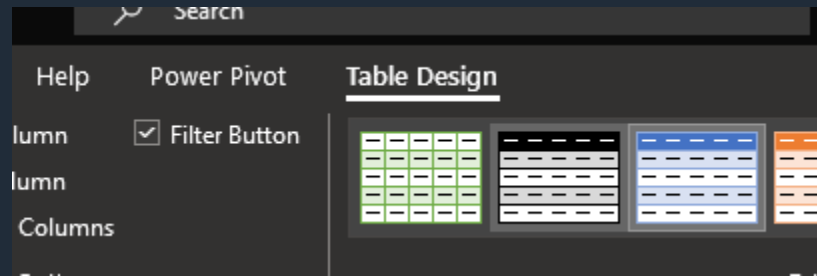 Search
Help Power Pivot Table Design
lumn Filter Button
lumn
Columns